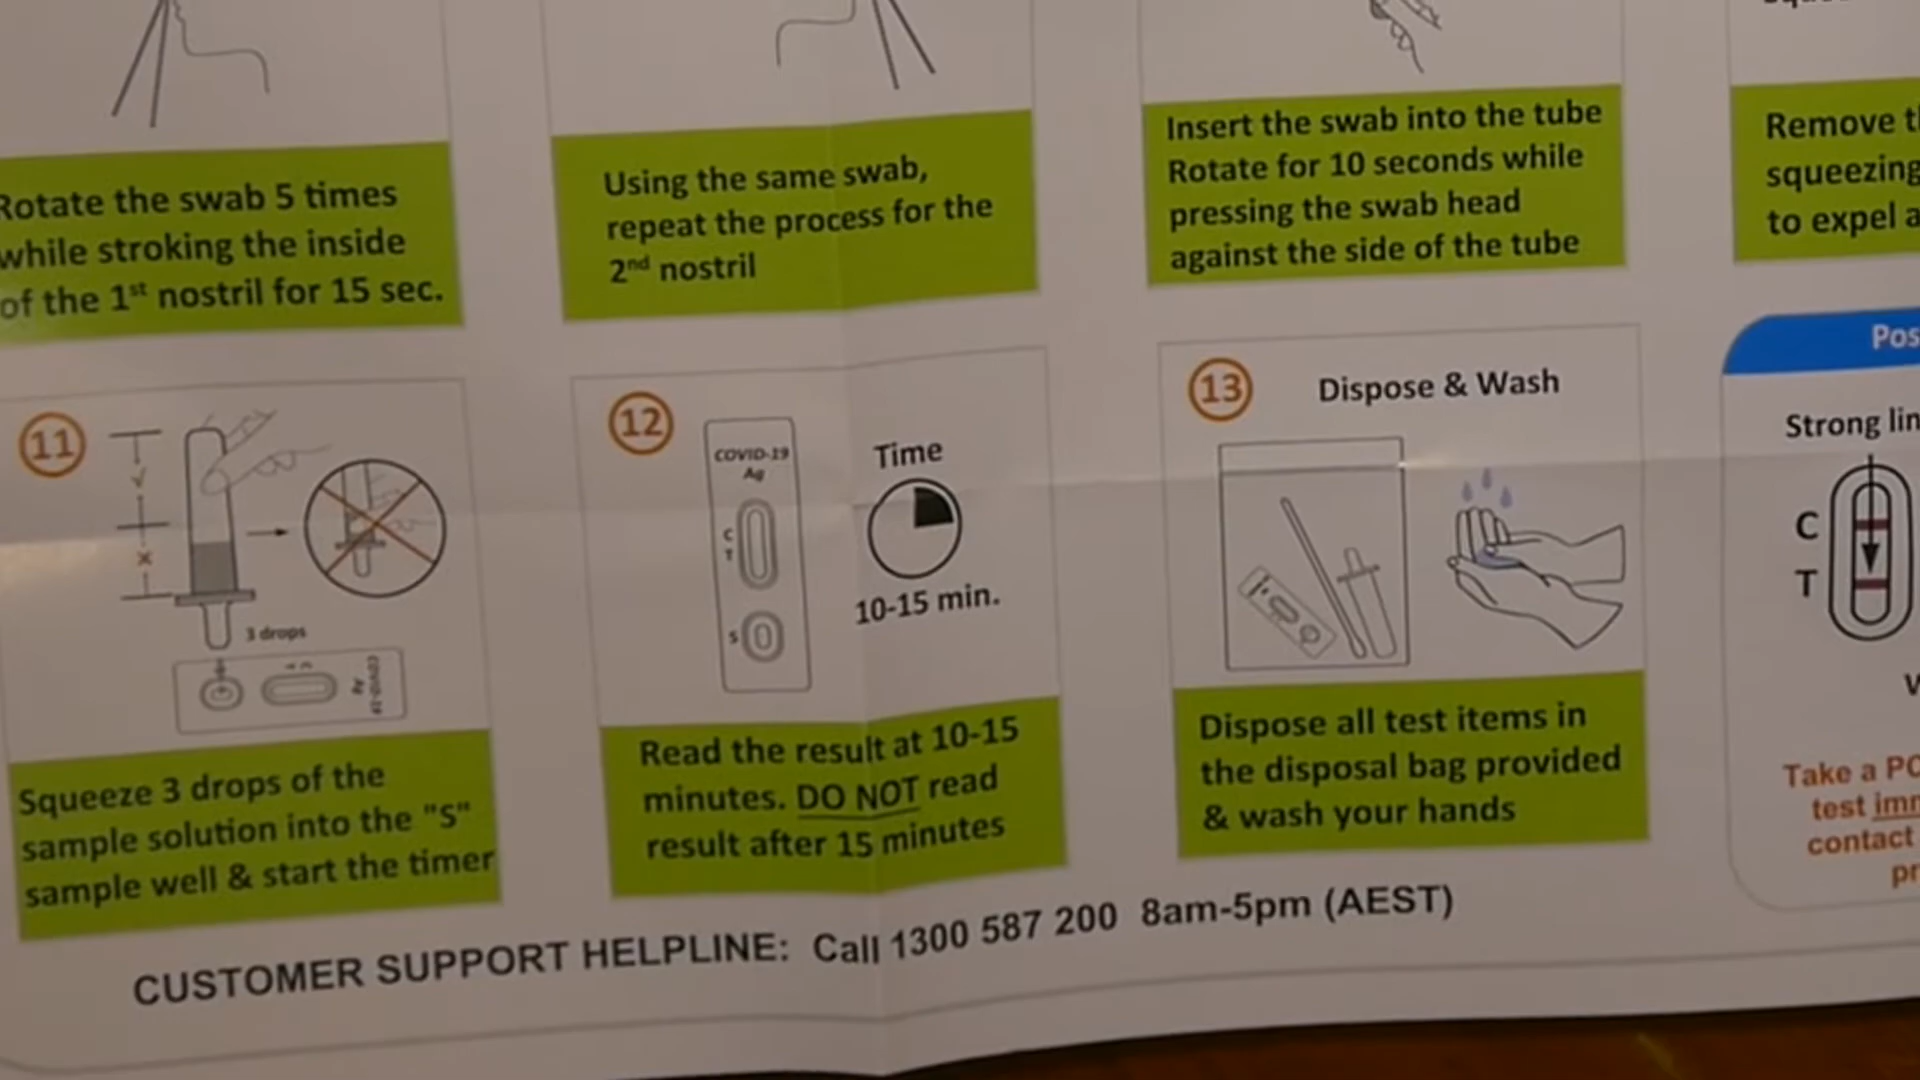 Rotate the swab 5 times
while stroking the inside
of the 1st nostril for 15 sec.
Using the same swab,
repeat the process for the
2nd nostril
Insert the swab into the tube
Rotate for 10 seconds while
pressing the swab head
against the side of the tube
Remove
squeezing
to expel
11
3 drops
COVID-19
Ag
Squeeze 3 drops of the
sample solution into the "S"
sample well & start the timer
12
COVID-19
Ag
C
T
S
Time
10-15 min.
Read the result at 10-15
minutes. DO NOT read
result after 15 minutes
13
Dispose & Wash
Dispose all test items in
the disposal bag provided
& wash your hands
Strong
C
T
Take a
test
contact
CUSTOMER SUPPORT HELPLINE: Call 1300 587 200 8am-5pm (AEST)